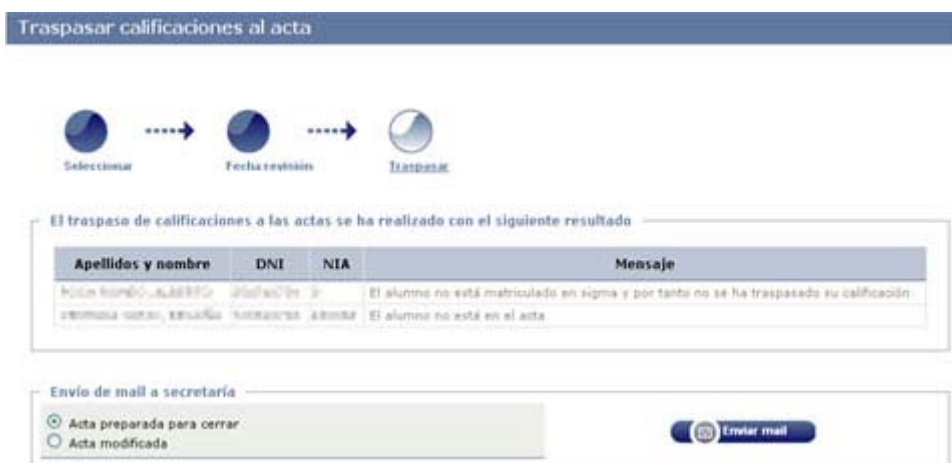 Traspasar calificaciones al acta
Seleccionar Fecha revisión Traspasar
El traspaso de calificaciones a las actas se ha realizado con el siguiente resultado
Apellidos y nombre DNI NIA Mensaje
El alumno no está matriculado en sigma y por tanto no se ha traspasado su calificación
El alumno no está en el acta
Envío de mail a secretaría
Acta preparada para cerrar
Enviar mail
Acta modificada